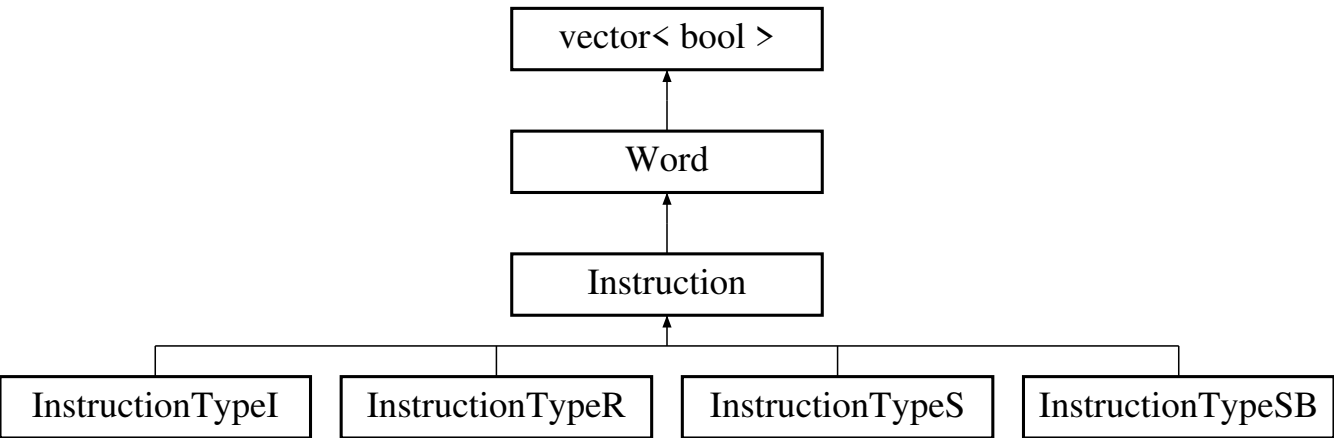 vector< bool >
Word
Instruction
InstructionTypeI
InstructionTypeR
InstructionTypeS
InstructionTypeSB